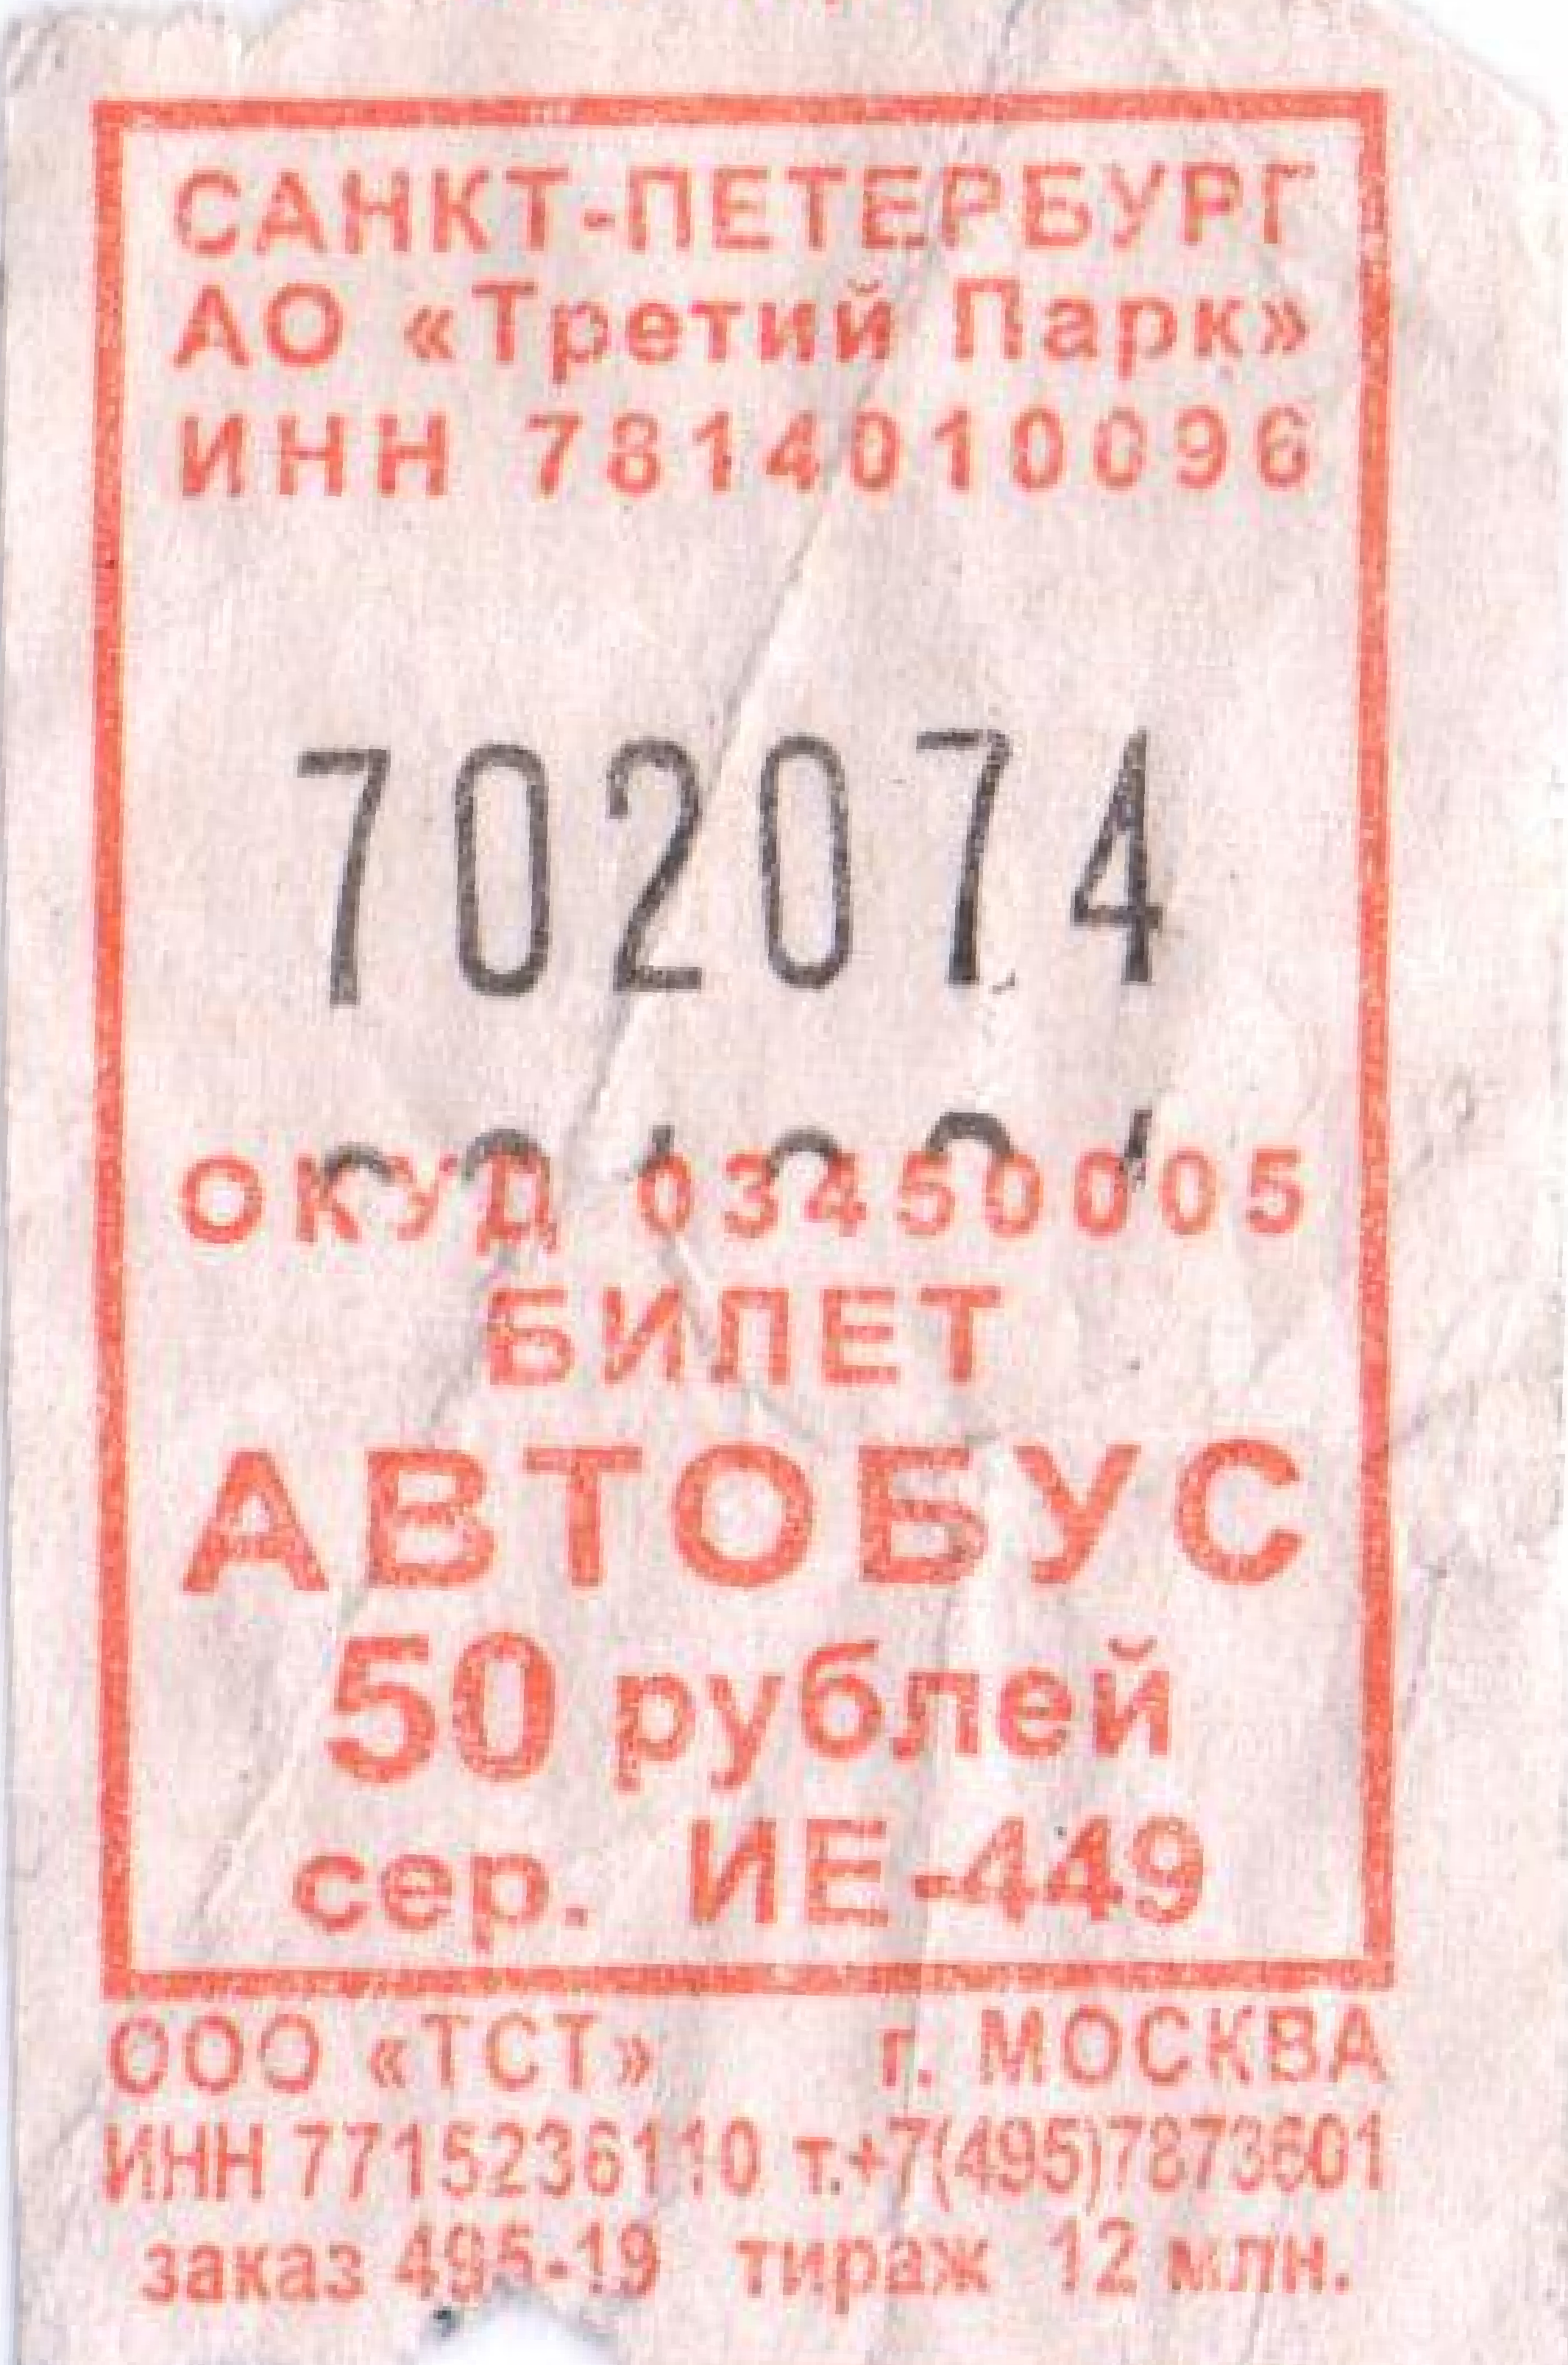 САНКТ-ПЕТЕРБУРГ
АО «Третий Парк»
ИНН 7814010096
702074
ОКУД 03450005
БИЛЕТ
АВТОБУС
50 рублей
сер. ИЕ-449
ООО «ТСТ» г. МОСКВА
ИНН 7715236110 т.+7(495)7873601
заказ 495-19 тираж 12 млн.